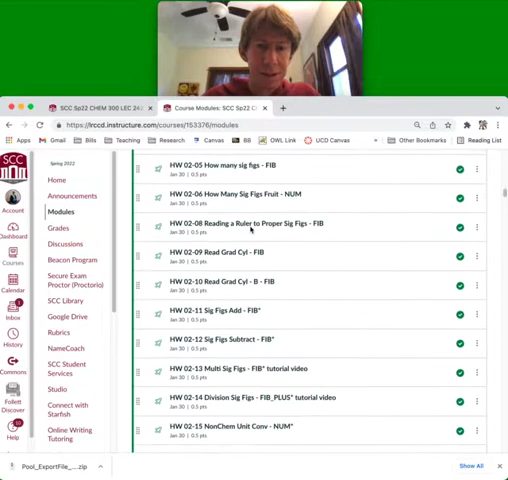 SCC Sp22 CHEM 300 LEC 242
Course Modules: SCC Sp22 C
https://lrccd.instructure.com/courses/153376/modules
Apps
Gmail
Bills
Teaching
Research
Canvas
BB
OWL Link
UCD Canvas
Other Bookmarks
Reading List
SCC
Account
Dashboard
Courses
Calendar
Inbox
History
Commons
Follett
Discover
10
Help
Spring 2022
Home
Announcements
Modules
Grades
Discussions
Beacon Program
Secure Exam
Proctor (Proctorio)
SCC Library
Google Drive
Rubrics
NameCoach
SCC Student
Services
Studio
Connect with
Starfish
Online Writing
Tutoring
HW 02-05 How many sig figs - FIB
Jan 30 | 0.5 pts
HW 02-06 How Many Sig Figs Fruit - NUM
Jan 30 | 0.5 pts
HW 02-08 Reading a Ruler to Proper Sig Figs - FIB
Jan 30 | 0.5 pts
HW 02-09 Read Grad Cyl - FIB
Jan 30 | 0.5 pts
HW 02-10 Read Grad Cyl - B - FIB
Jan 30 | 0.5 pts
HW 02-11 Sig Figs Add - FIB*
Jan 30 | 0.5 pts
HW 02-12 Sig Figs Subtract - FIB*
Jan 30 | 0.5 pts
HW 02-13 Multi Sig Figs - FIB* tutorial video
Jan 30 | 0.5 pts
HW 02-14 Division Sig Figs - FIB_PLUS* tutorial video
Jan 30 | 0.5 pts
HW 02-15 NonChem Unit Conv - NUM*
Jan 30 | 0.5 pts
Pool_ExportFile_....zip
Show All